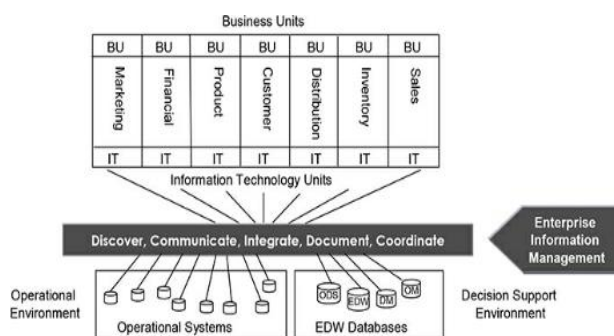 Business Units
BU BU BU BU BU BU BU
Marketing Financial Product Customer Distribution Inventory Sales
IT IT IT IT IT IT IT
Information Technology Units
Discover, Communicate, Integrate, Document, Coordinate
Enterprise
Information
Management
Operational
Environment
ODS EDW DM OM
Operational Systems
EDW Databases
Decision Support
Environment